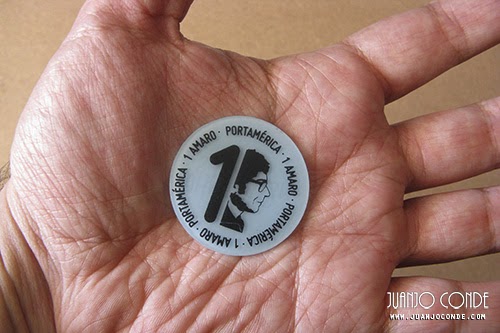 PORTAMÉRICA · 1 AMARO · PORTAMÉRICA · 1 AMARO · PORTAMÉRICA · 1 AMARO ·
1
JUANJO CONDE
WWW.JUANJOCONDE.COM